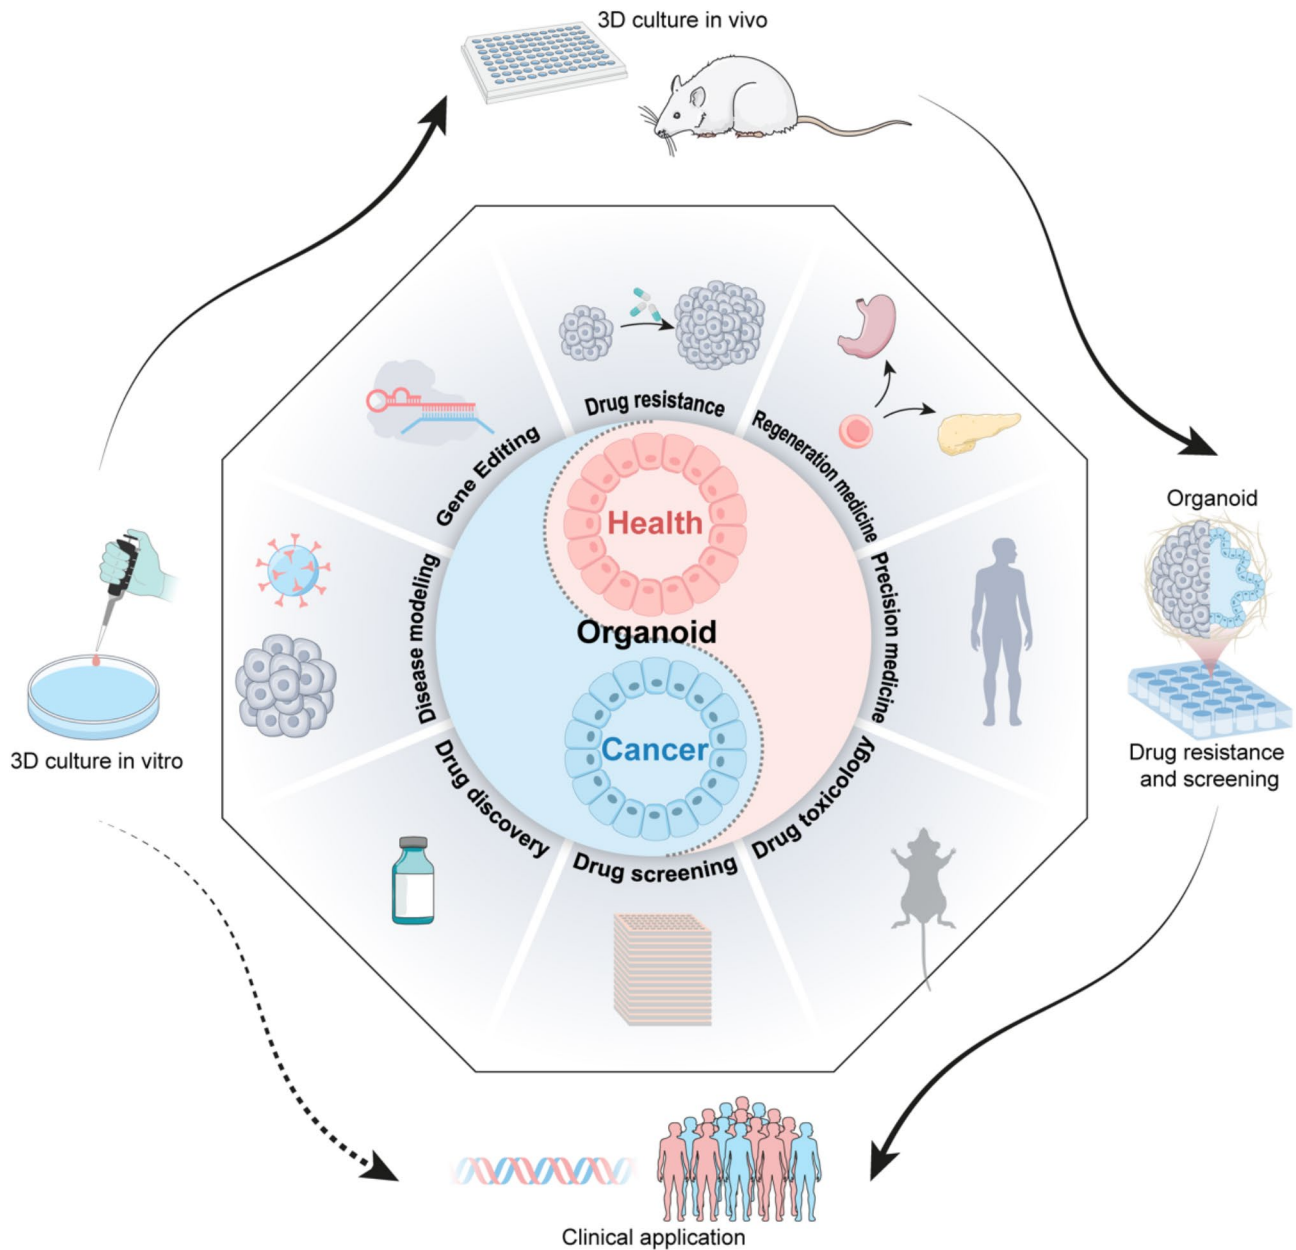 3D culture in vivo
Drug resistance
Regeneration medicine
Gene Editing
Health
Organoid
Precision medicine
Disease modeling
Organoid
Cancer
3D culture in vitro
Drug resistance
and screening
Drug discovery
Drug toxicology
Drug screening
Clinical application